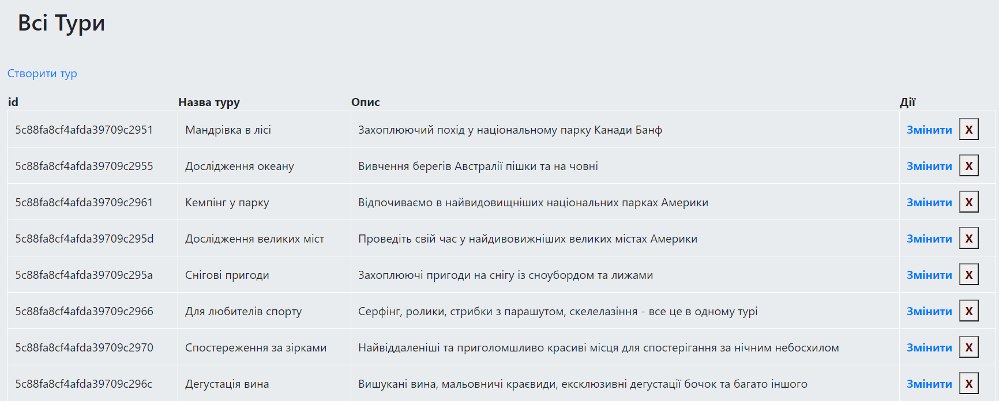 Всі Тури
Створити тур
id Назва туру Опис Дії
5c88fa8cf4afda39709c2951 Мандрівка в лісі Захоплюючий похід у національному парку Канади Банф Змінити X
5c88fa8cf4afda39709c2955 Дослідження океану Вивчення берегів Австралії пішки та на човні Змінити X
5c88fa8cf4afda39709c2961 Кемпінг у парку Відпочиваємо в найвидовищніших національних парках Америки Змінити X
5c88fa8cf4afda39709c295d Дослідження великих міст Проведіть свій час у найдивовижніших великих містах Америки Змінити X
5c88fa8cf4afda39709c295a Снігові пригоди Захоплюючі пригоди на снігу із сноубордом та лижами Змінити X
5c88fa8cf4afda39709c2966 Для любителів спорту Серфінг, ролики, стрибки з парашутом, скелелазіння - все це в одному турі Змінити X
5c88fa8cf4afda39709c2970 Спостереження за зірками Найвіддаленіші та приголомшливо красиві місця для спостерігання за нічним небосхилом Змінити X
5c88fa8cf4afda39709c296c Дегустація вина Вишукані вина, мальовничі краєвиди, ексклюзивні дегустації бочок та багато іншого Змінити X